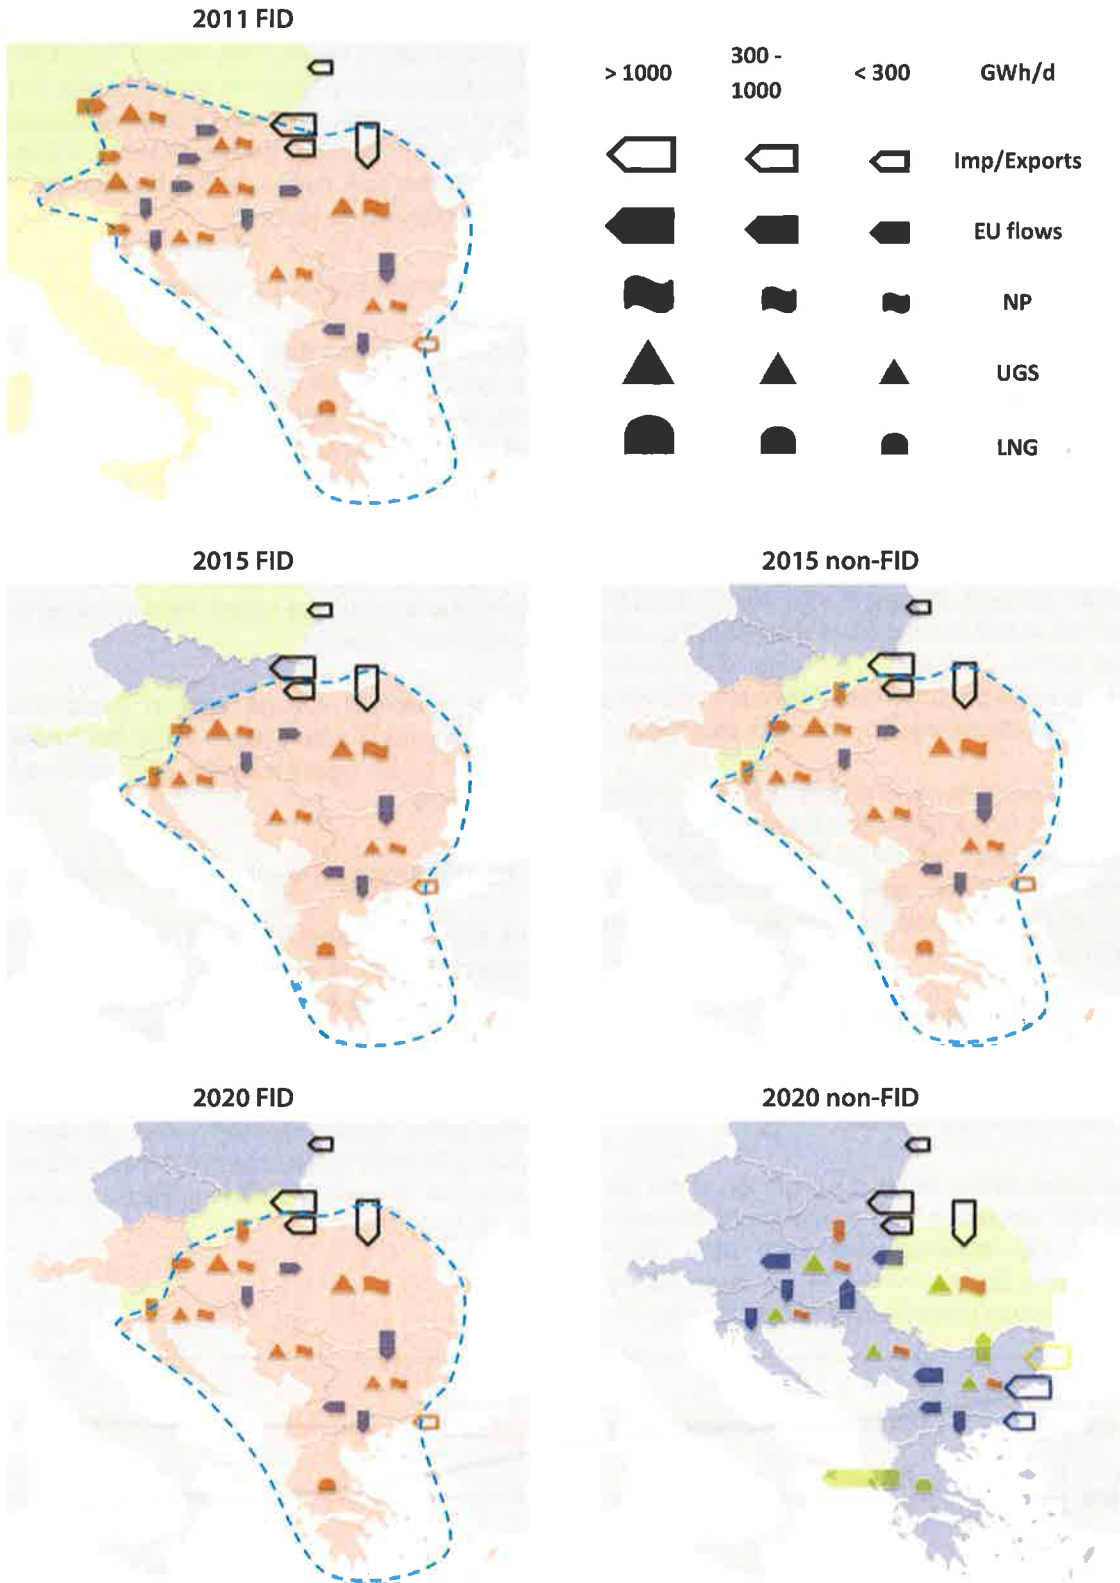 2011 FID
> 1000
300 -
1000
< 300
GWh/d
Imp/Exports
EU flows
NP
UGS
LNG
2015 FID
2015 non-FID
2020 FID
2020 non-FID